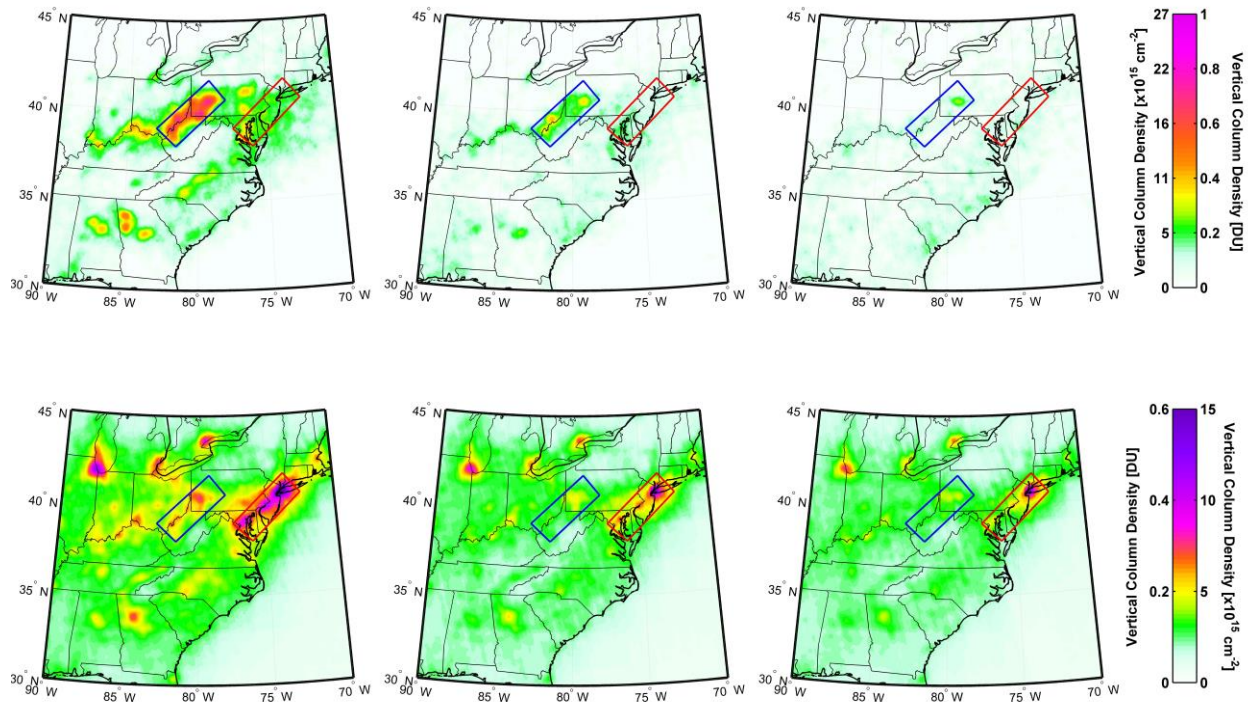 45° N
40° N
35° N
30° N
90° W
85° W
80° W
75° W
70° W
45° N
40° N
35° N
30° N
90° W
85° W
80° W
75° W
70° W
45° N
40° N
35° N
30° N
90° W
85° W
80° W
75° W
70° W
Vertical Column Density [x10¹⁵ cm⁻²]
27
22
16
11
5
0
1
0.8
0.6
0.4
0.2
0
Vertical Column Density [DU]
45° N
40° N
35° N
30° N
90° W
85° W
80° W
75° W
70° W
45° N
40° N
35° N
30° N
90° W
85° W
80° W
75° W
70° W
45° N
40° N
35° N
30° N
90° W
85° W
80° W
75° W
70° W
Vertical Column Density [DU]
0.6
0.4
0.2
0
15
10
5
0
Vertical Column Density [x10¹⁵ cm⁻²]